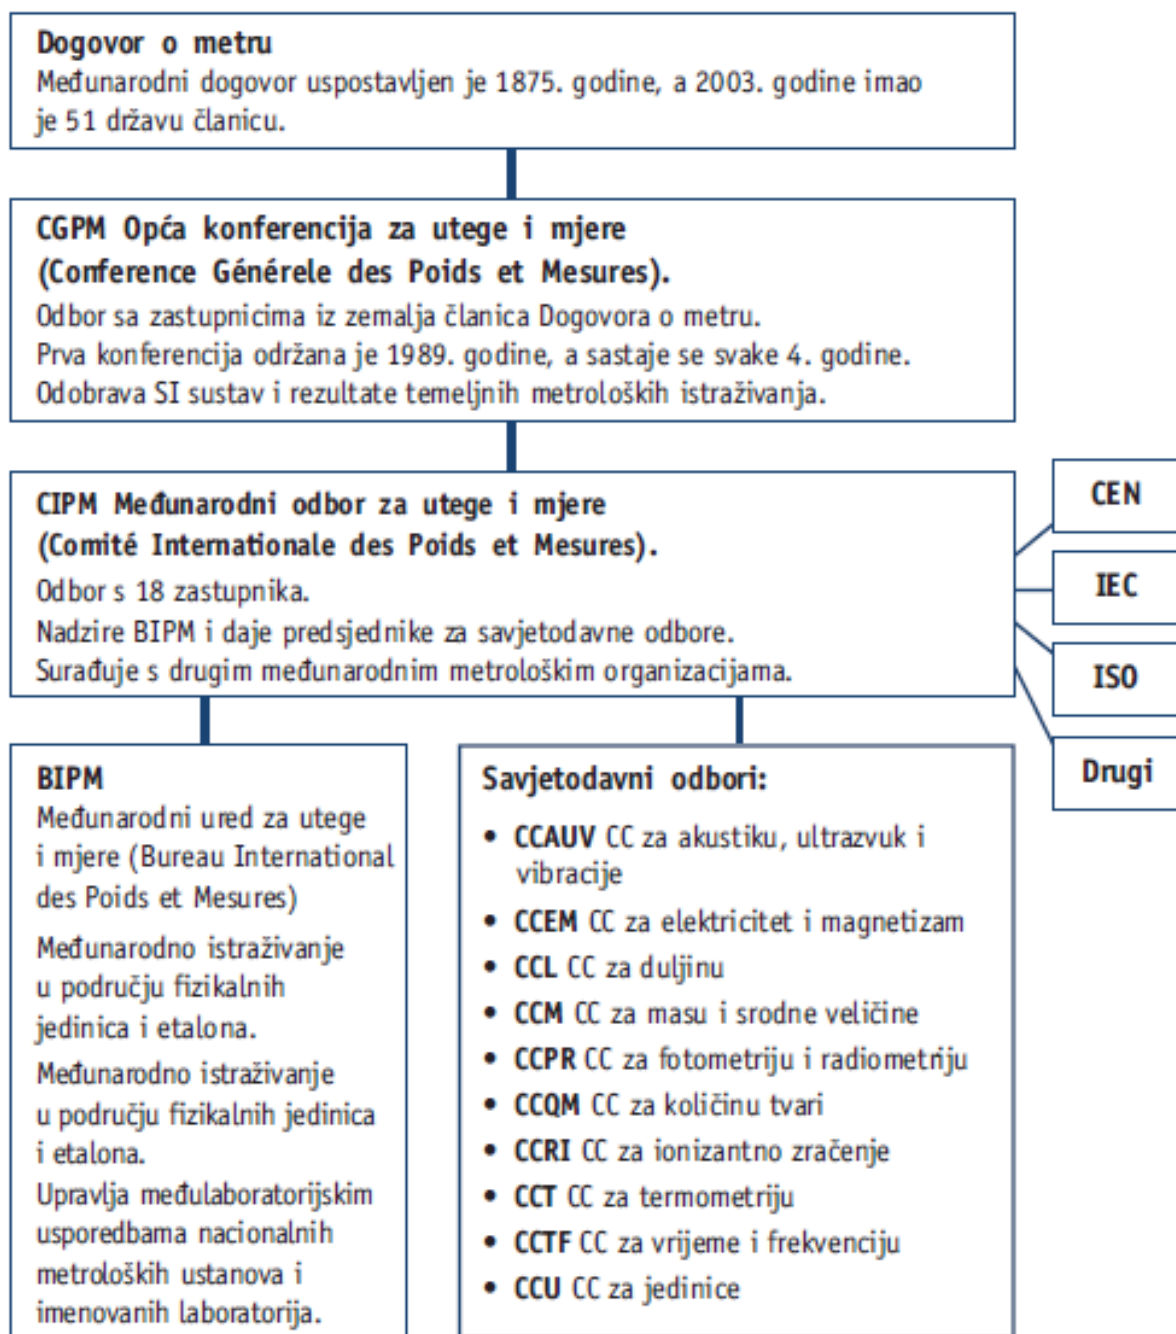 Dogovor o metru
Međunarodni dogovor uspostavljen je 1875. godine, a 2003. godine imao
je 51 državu članicu.
CGPM Opća konferencija za utege i mjere
(Conference Générele des Poids et Mesures).
Odbor sa zastupnicima iz zemalja članica Dogovora o metru.
Prva konferencija održana je 1989. godine, a sastaje se svake 4. godine.
Odobrava SI sustav i rezultate temeljnih metroloških istraživanja.
CIPM Međunarodni odbor za utege i mjere
(Comité Internationale des Poids et Mesures).
Odbor s 18 zastupnika.
Nadzire BIPM i daje predsjednike za savjetodavne odbore.
Surađuje s drugim međunarodnim metrološkim organizacijama.
CEN
IEC
ISO
Drugi
BIPM
Međunarodni ured za utege
i mjere (Bureau International
des Poids et Mesures)
Međunarodno istraživanje
u području fizikalnih
jedinica i etalona.
Međunarodno istraživanje
u području fizikalnih jedinica
i etalona.
Upravlja međulaboratorijskim
usporedbama nacionalnih
metroloških ustanova i
imenovanih laboratorija.
Savjetodavni odbori:
• CCAUV CC za akustiku, ultrazvuk i
vibracije
• CCEM CC za elektricitet i magnetizam
• CCL CC za duljinu
• CCM CC za masu i srodne veličine
• CCPR CC za fotometriju i radiometriju
• CCQM CC za količinu tvari
• CCRI CC za ionizantno zračenje
• CCT CC za termometriju
• CCTF CC za vrijeme i frekvenciju
• CCU CC za jedinice